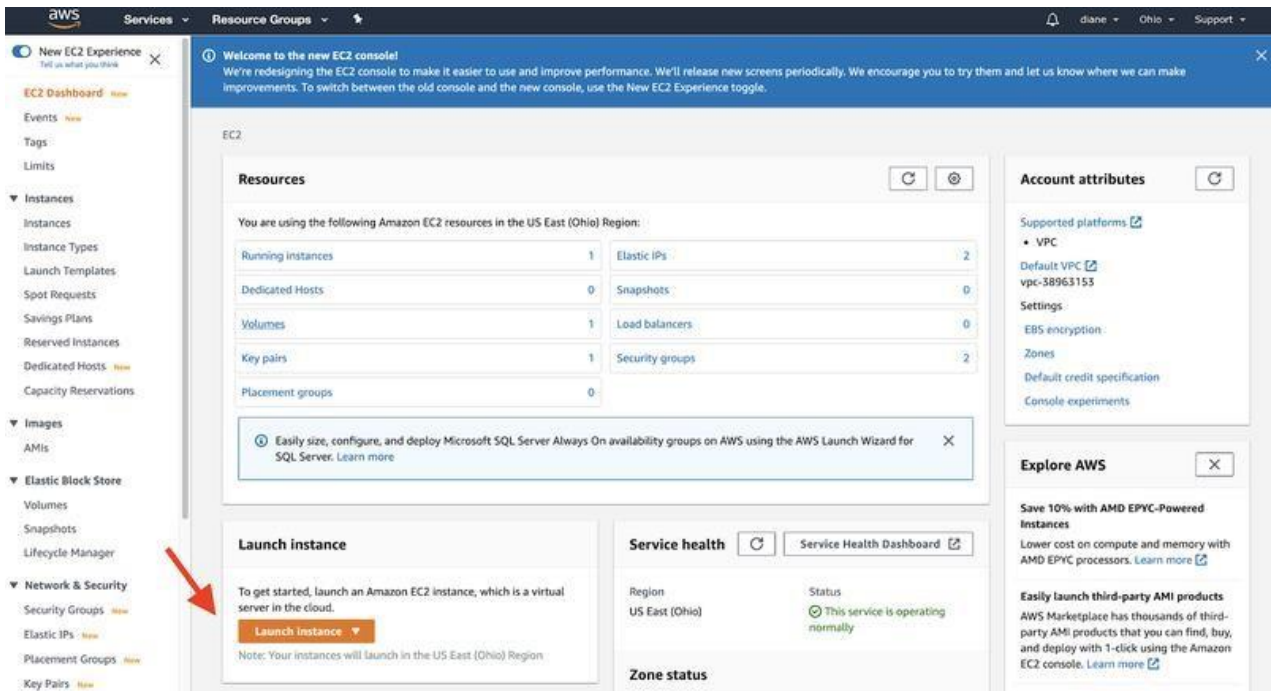 aws
Services
Resource Groups
diane
Ohio
Support
New EC2 Experience
Tell us what you think
EC2 Dashboard New
Events New
Tags
Limits
Instances
Instances
Instance Types
Launch Templates
Spot Requests
Savings Plans
Reserved Instances
Dedicated Hosts New
Capacity Reservations
Images
AMIs
Elastic Block Store
Volumes
Snapshots
Lifecycle Manager
Network & Security
Security Groups New
Elastic IPs New
Placement Groups New
Key Pairs New
Welcome to the new EC2 console!
We're redesigning the EC2 console to make it easier to use and improve performance. We'll release new screens periodically. We encourage you to try them and let us know where we can make
improvements. To switch between the old console and the new console, use the New EC2 Experience toggle.
EC2
Resources
You are using the following Amazon EC2 resources in the US East (Ohio) Region:
Running instances 1
Elastic IPs 2
Dedicated Hosts 0
Snapshots 0
Volumes 1
Load balancers 0
Key pairs 1
Security groups 2
Placement groups 0
Easily size, configure, and deploy Microsoft SQL Server Always On availability groups on AWS using the AWS Launch Wizard for
SQL Server. Learn more
Launch instance
To get started, launch an Amazon EC2 instance, which is a virtual
server in the cloud.
Launch instance
Note: Your instances will launch in the US East (Ohio) Region
Service health
Service Health Dashboard
Region
US East (Ohio)
Status
This service is operating
normally
Zone status
Account attributes
Supported platforms
• VPC
Default VPC
vpc-38963153
Settings
EBS encryption
Zones
Default credit specification
Console experiments
Explore AWS
Save 10% with AMD EPYC-Powered
Instances
Lower cost on compute and memory with
AMD EPYC processors. Learn more
Easily launch third-party AMI products
AWS Marketplace has thousands of third-
party AMI products that you can find, buy,
and deploy with 1-click using the Amazon
EC2 console. Learn more